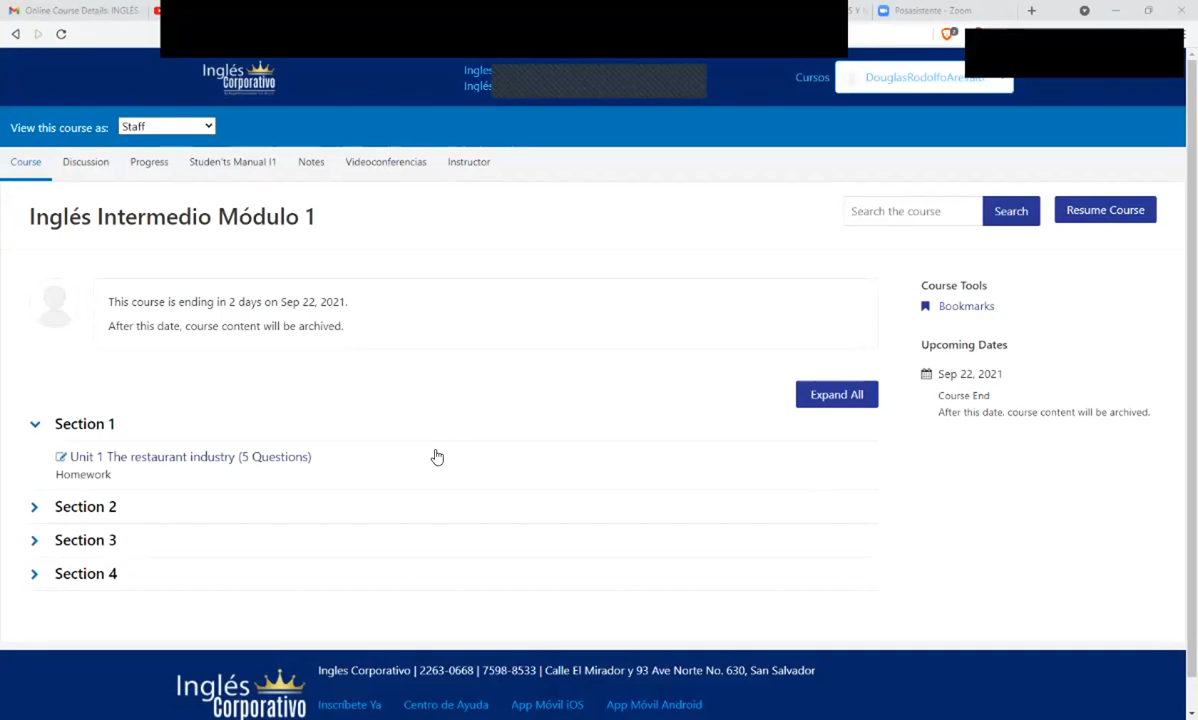 Online Course Details: INGLÉS
S Y
Posasistente - Zoom
Inglés
Corporativo
Ingles
Inglés
Cursos
DouglasRodolfoAre
View this course as:
Staff
Course
Discussion
Progress
Studen'ts Manual I1
Notes
Videoconferencias
Instructor
Inglés Intermedio Módulo 1
Search the course
Search
Resume Course
This course is ending in 2 days on Sep 22, 2021.
After this date, course content will be archived.
Course Tools
Bookmarks
Upcoming Dates
Sep 22, 2021
Course End
After this date, course content will be archived.
Expand All
Section 1
Unit 1 The restaurant industry (5 Questions)
Homework
Section 2
Section 3
Section 4
Inglés
Corporativo
Ingles Corporativo | 2263-0668 | 7598-8533 | Calle El Mirador y 93 Ave Norte No. 630, San Salvador
Inscríbete Ya
Centro de Ayuda
App Móvil iOS
App Móvil Android